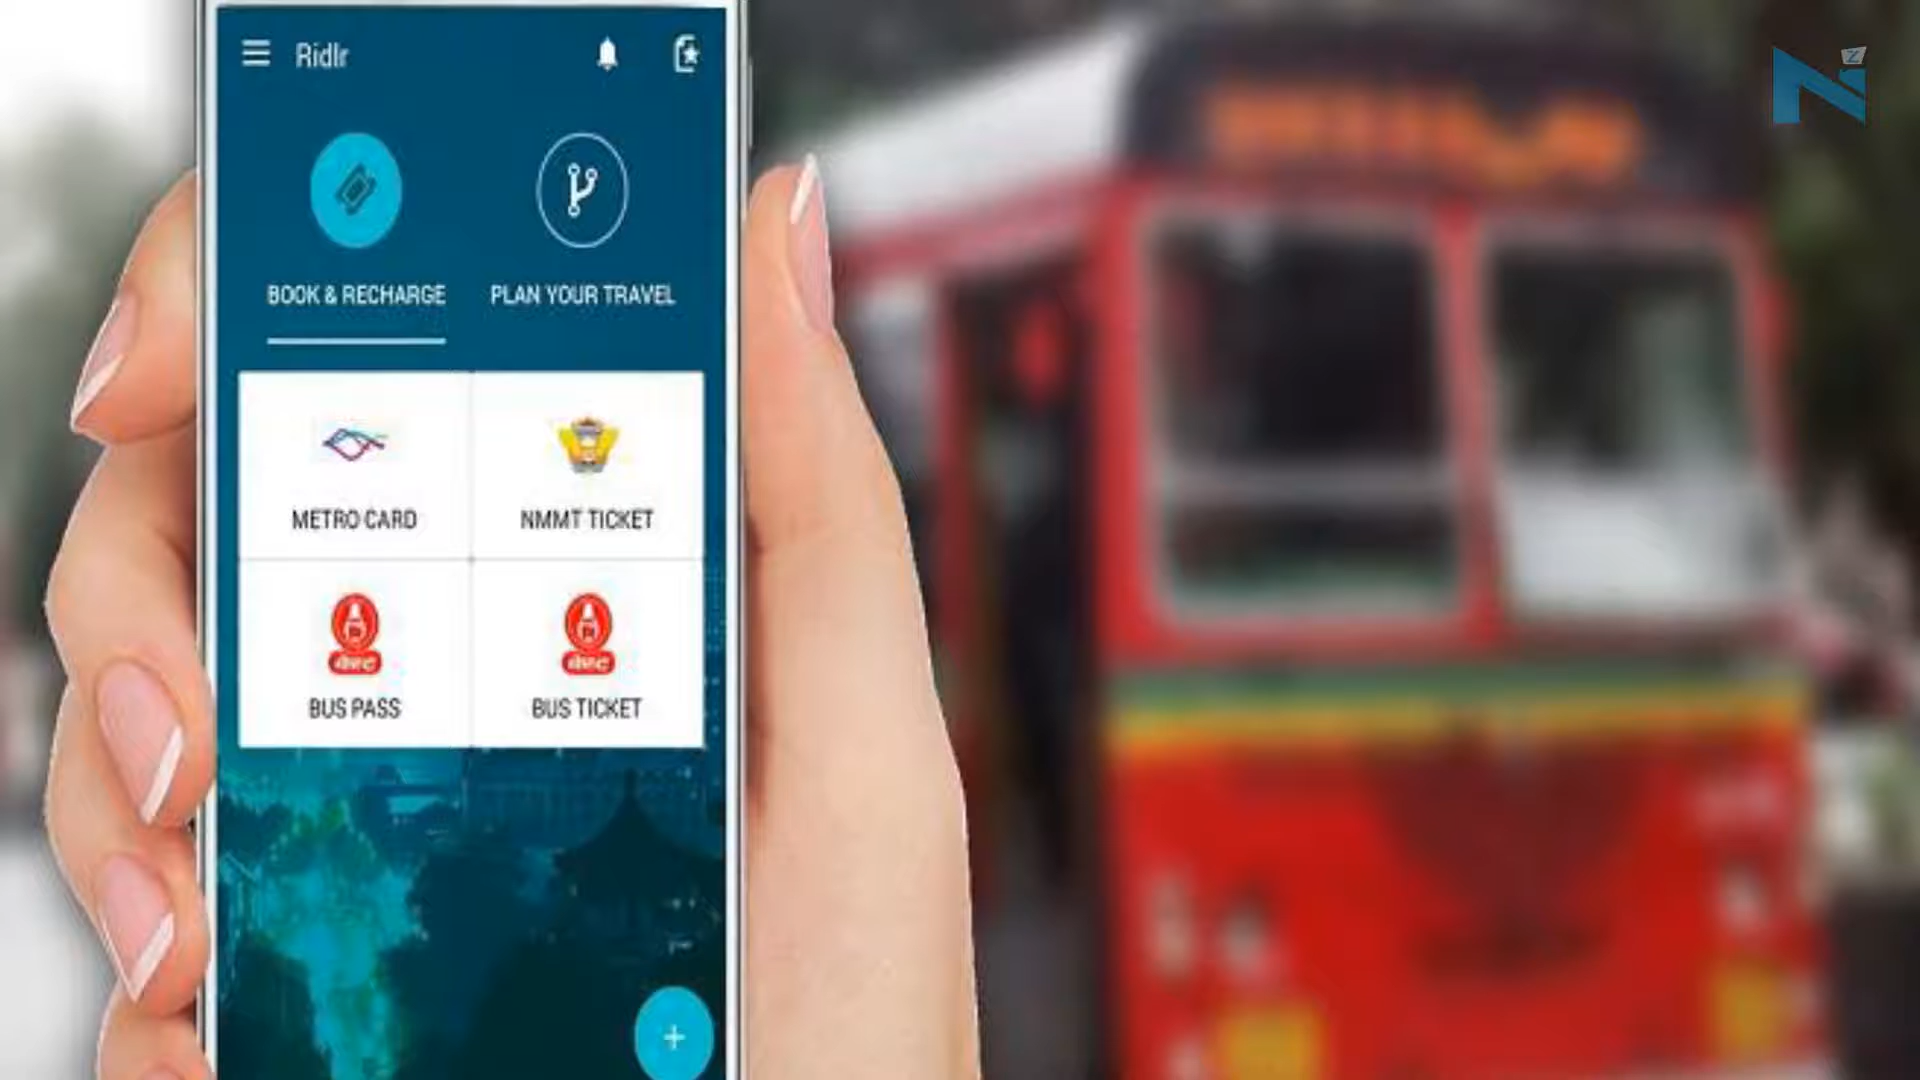 Ridlr
BOOK & RECHARGE
PLAN YOUR TRAVEL
METRO CARD
NMMT TICKET
BUS PASS
BUS TICKET